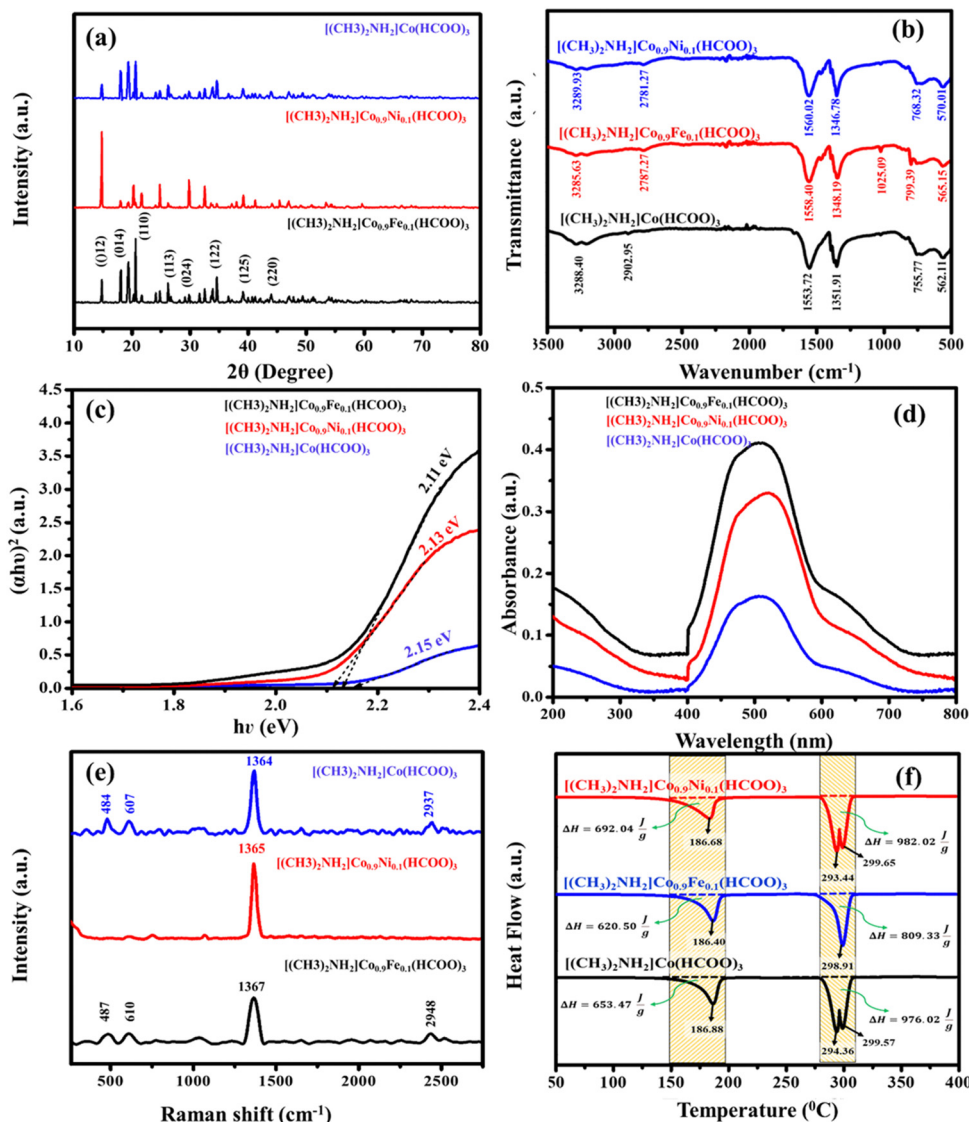 (a)
[(CH3)₂NH₂]Co(HCOO)₃
[(CH3)₂NH₂]Co₀.₉Ni₀.₁(HCOO)₃
[(CH3)₂NH₂]Co₀.₉Fe₀.₁(HCOO)₃
(012)
(014)
(110)
(113)
(024)
(122)
(125)
(220)
Intensity (a.u.)
10 20 30 40 50 60 70 80
2θ (Degree)
(b)
[(CH₃)₂NH₂]Co₀.₉Ni₀.₁(HCOO)₃
3289.93
2781.27
1560.02
1346.78
768.32
570.01
[(CH₃)₂NH₂]Co₀.₉Fe₀.₁(HCOO)₃
3285.63
2787.27
1558.40
1348.19
1025.09
799.39
565.15
[(CH₃)₂NH₂]Co(HCOO)₃
3288.40
2902.95
1553.72
1351.91
755.77
562.11
Transmittance (a.u.)
3500 3000 2500 2000 1500 1000 500
Wavenumber (cm⁻¹)
(c)
[(CH3)₂NH₂]Co₀.₉Fe₀.₁(HCOO)₃
[(CH3)₂NH₂]Co₀.₉Ni₀.₁(HCOO)₃
[(CH3)₂NH₂]Co(HCOO)₃
2.11 eV
2.13 eV
2.15 eV
(αhυ)² (a.u.)
4.5
4.0
3.5
3.0
2.5
2.0
1.5
1.0
0.5
0.0
1.6 1.8 2.0 2.2 2.4
hυ (eV)
(d)
[(CH3)₂NH₂]Co₀.₉Fe₀.₁(HCOO)₃
[(CH3)₂NH₂]Co₀.₉Ni₀.₁(HCOO)₃
[(CH3)₂NH₂]Co(HCOO)₃
Absorbance (a.u.)
0.5
0.4
0.3
0.2
0.1
0.0
200 300 400 500 600 700 800
Wavelength (nm)
(e)
[(CH3)₂NH₂]Co(HCOO)₃
484
607
1364
2937
[(CH3)₂NH₂]Co₀.₉Ni₀.₁(HCOO)₃
1365
[(CH3)₂NH₂]Co₀.₉Fe₀.₁(HCOO)₃
487
610
1367
2948
Intensity (a.u.)
500 1000 1500 2000 2500
Raman shift (cm⁻¹)
(f)
[(CH₃)₂NH₂]Co₀.₉Ni₀.₁(HCOO)₃
ΔH = 692.04 J/g
186.68
ΔH = 982.02 J/g
293.44
299.65
[(CH₃)₂NH₂]Co₀.₉Fe₀.₁(HCOO)₃
ΔH = 620.50 J/g
186.40
ΔH = 809.33 J/g
298.91
[(CH₃)₂NH₂]Co(HCOO)₃
ΔH = 653.47 J/g
186.88
ΔH = 976.02 J/g
294.36
299.57
Heat Flow (a.u.)
50 100 150 200 250 300 350 400
Temperature (⁰C)